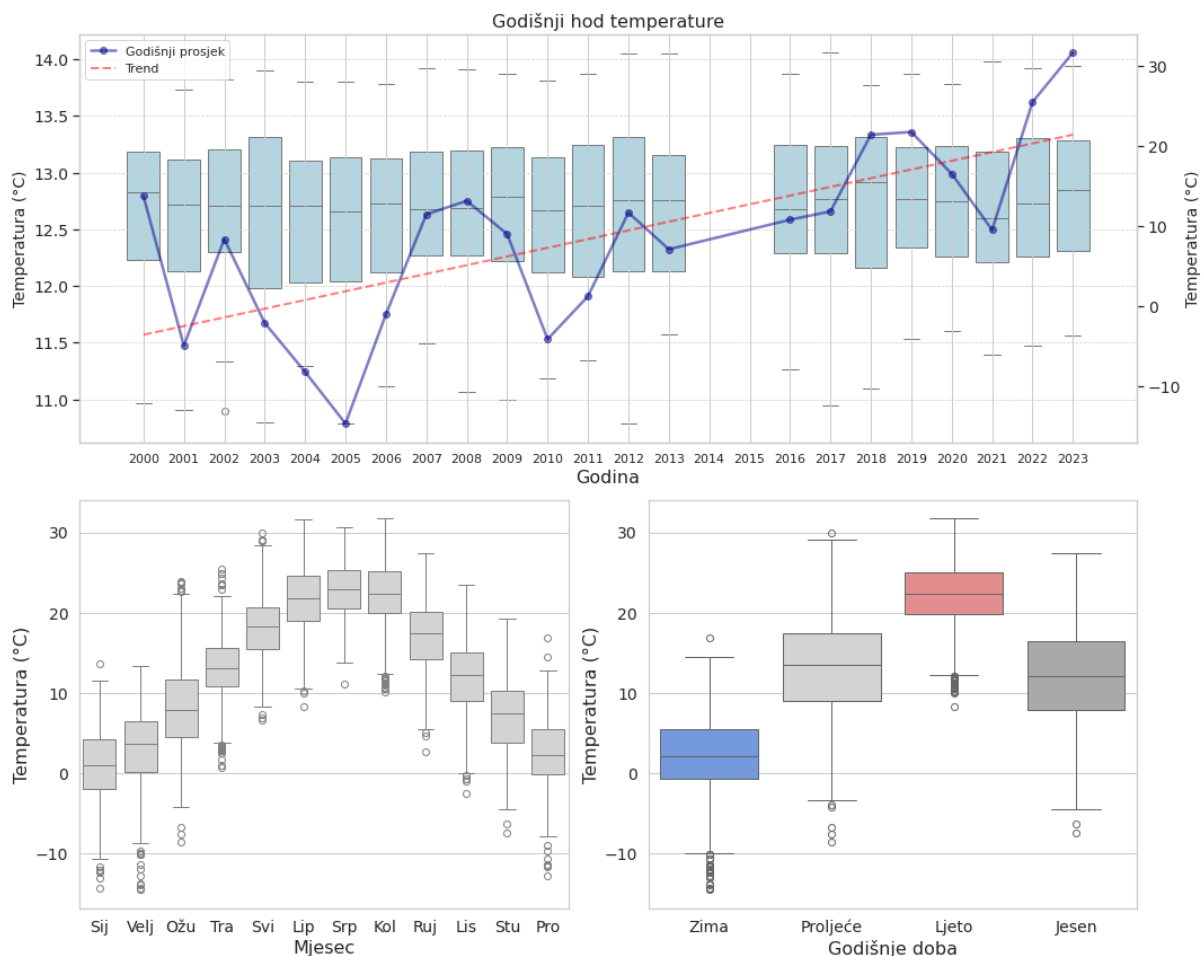 Godišnji hod temperature
Godišnji prosjek
Trend
14.0
13.5
13.0
12.5
12.0
11.5
11.0
Temperatura (°C)
30
20
10
0
−10
Temperatura (°C)
2000 2001 2002 2003 2004 2005 2006 2007 2008 2009 2010 2011 2012 2013 2014 2015 2016 2017 2018 2019 2020 2021 2022 2023
Godina
30
20
10
0
−10
Temperatura (°C)
Sij Velj Ožu Tra Svi Lip Srp Kol Ruj Lis Stu Pro
Mjesec
30
20
10
0
−10
Temperatura (°C)
Zima Proljeće Ljeto Jesen
Godišnje doba